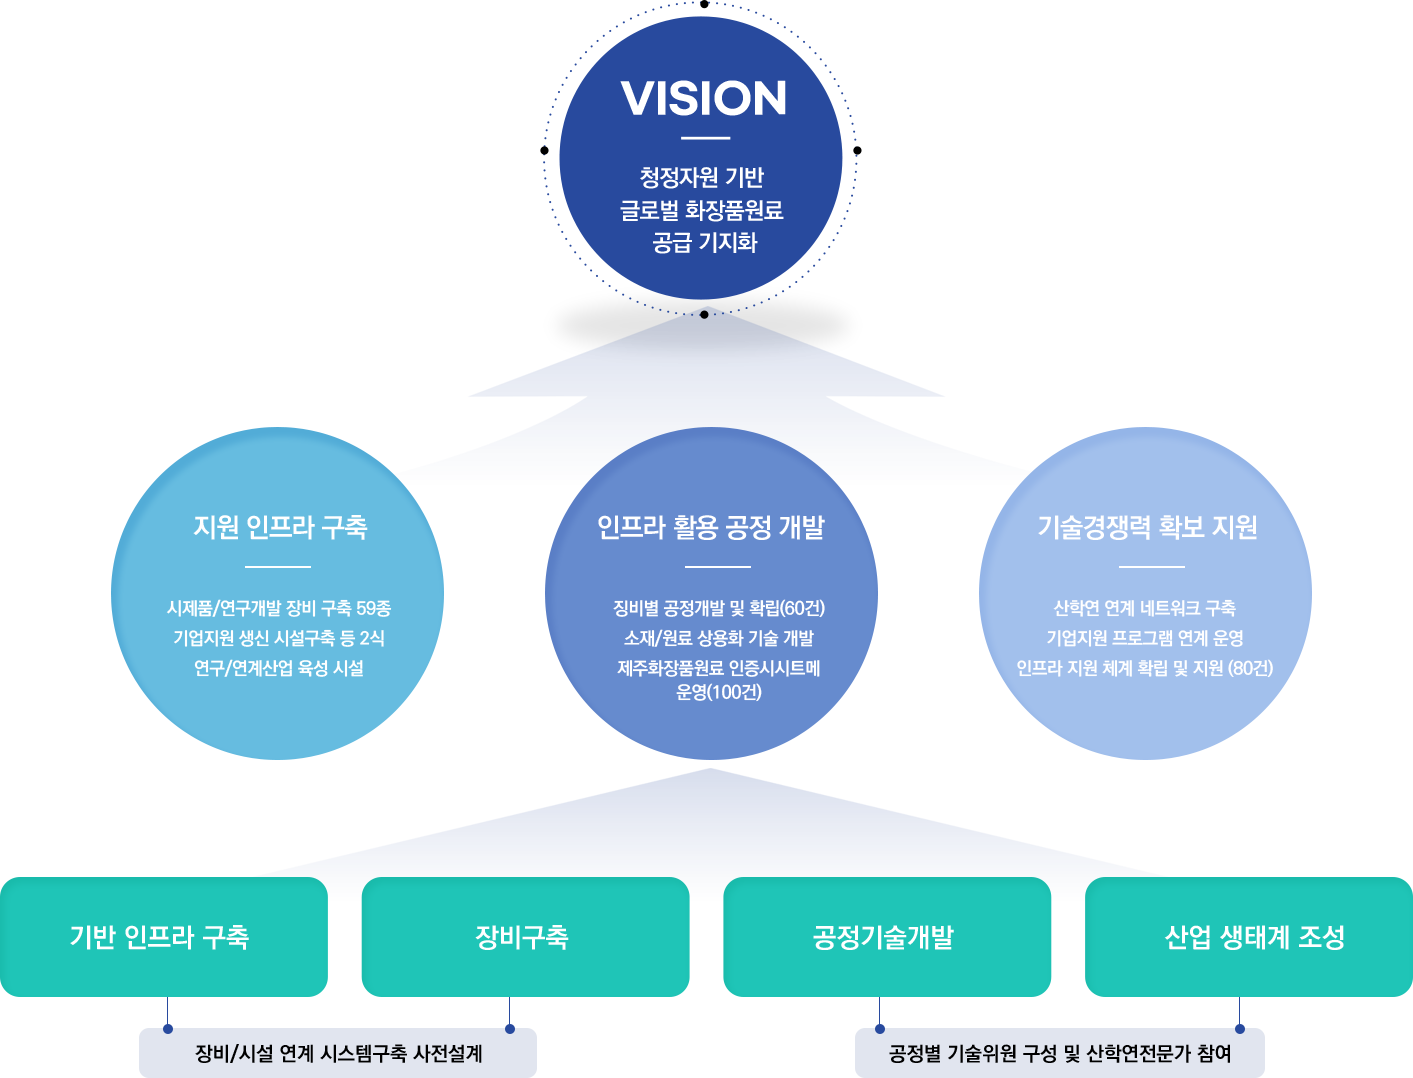 VISION
청정자원 기반
글로벌 화장품원료
공급 기지화
지원 인프라 구축
시제품/연구개발 장비 구축 59종
기업지원 생신 시설구축 등 2식
연구/연계산업 육성 시설
인프라 활용 공정 개발
징비별 공정개발 및 확립(60건)
소재/원료 상용화 기술 개발
제주화장품원료 인증시시트메
운영(100건)
기술경쟁력 확보 지원
산학연 연계 네트워크 구축
기업지원 프로그램 연계 운영
인프라 지원 체계 확립 및 지원 (80건)
기반 인프라 구축
장비구축
공정기술개발
산업 생태계 조성
장비/시설 연계 시스템구축 사전설계
공정별 기술위원 구성 및 산학연전문가 참여